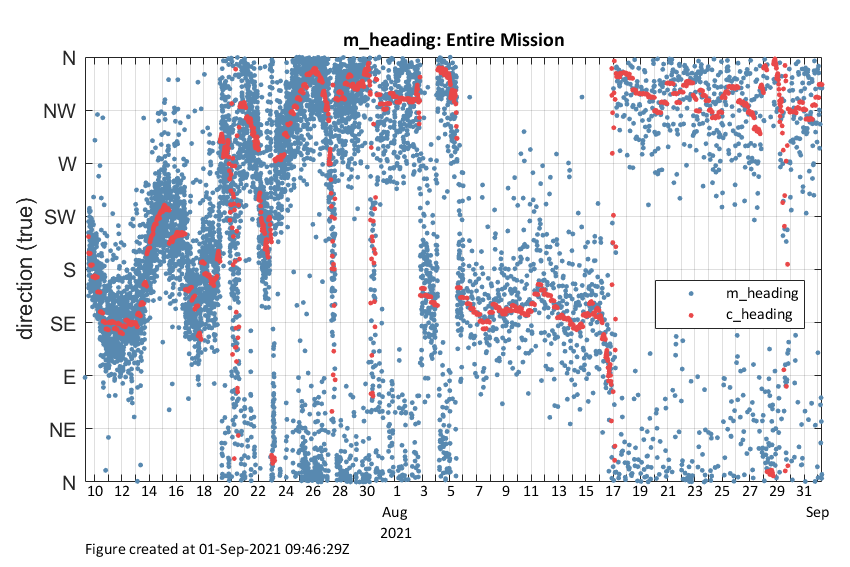 m_heading: Entire Mission
direction (true)
N
NW
W
SW
S
SE
E
NE
N
m_heading
c_heading
10 12 14 16 18 20 22 24 26 28 30 1 3 5 7 9 11 13 15 17 19 21 23 25 27 29 31
Aug Sep
2021
Figure created at 01-Sep-2021 09:46:29Z